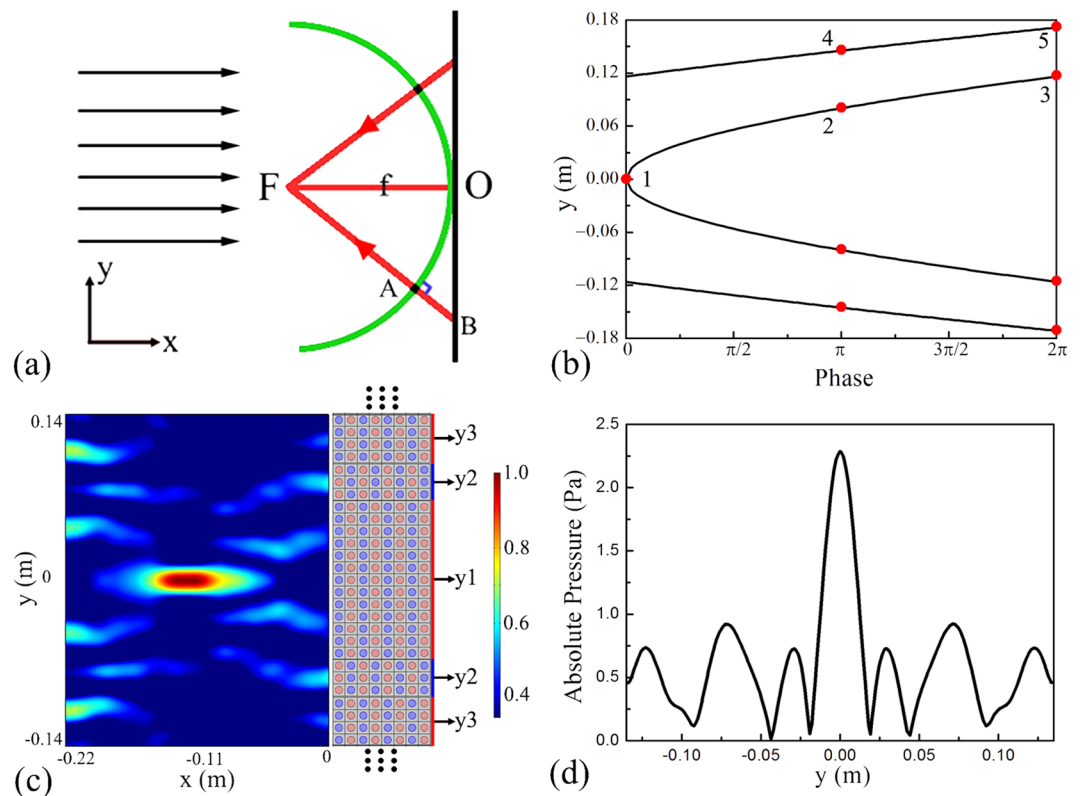 F
f
O
A
B
y
x
(a)
0.18
0.12
0.06
0.00
−0.06
−0.12
−0.18
y (m)
4
5
2
3
1
0
π/2
π
3π/2
2π
Phase
(b)
0.14
0
-0.14
y (m)
-0.22
-0.11
0
x (m)
(c)
y3
y2
y1
y2
y3
1.0
0.8
0.6
0.4
2.5
2.0
1.5
1.0
0.5
0.0
Absolute Pressure (Pa)
-0.10
-0.05
0.00
0.05
0.10
y (m)
(d)